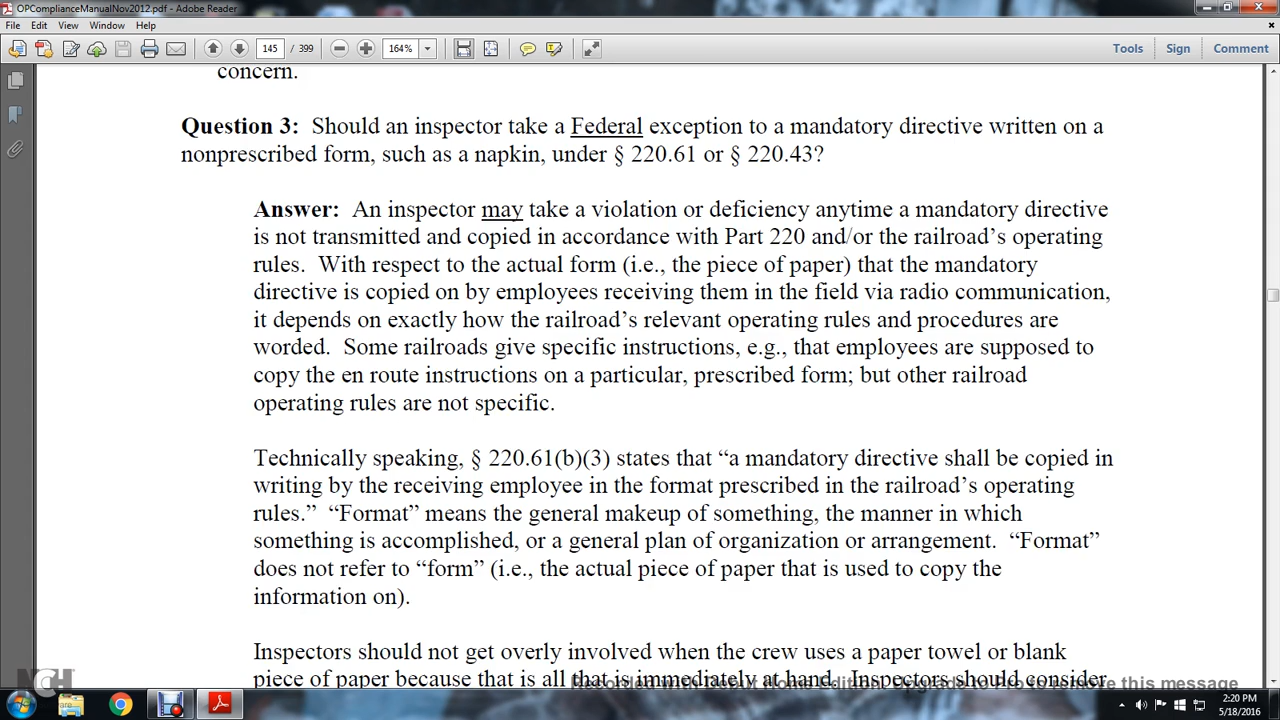 OPComplianceManualNov2012.pdf - Adobe Reader
File Edit View Window Help
145 / 399 164% Tools Sign Comment
concern.
Question 3: Should an inspector take a Federal exception to a mandatory directive written on a
nonprescribed form, such as a napkin, under § 220.61 or § 220.43?
Answer: An inspector may take a violation or deficiency anytime a mandatory directive
is not transmitted and copied in accordance with Part 220 and/or the railroad’s operating
rules. With respect to the actual form (i.e., the piece of paper) that the mandatory
directive is copied on by employees receiving them in the field via radio communication,
it depends on exactly how the railroad’s relevant operating rules and procedures are
worded. Some railroads give specific instructions, e.g., that employees are supposed to
copy the en route instructions on a particular, prescribed form; but other railroad
operating rules are not specific.
Technically speaking, § 220.61(b)(3) states that “a mandatory directive shall be copied in
writing by the receiving employee in the format prescribed in the railroad’s operating
rules.” “Format” means the general makeup of something, the manner in which
something is accomplished, or a general plan of organization or arrangement. “Format”
does not refer to “form” (i.e., the actual piece of paper that is used to copy the
information on).
Inspectors should not get overly involved when the crew uses a paper towel or blank
piece of paper because that is all that is immediately at hand. Inspectors should consider
NCH
this message
2:20 PM
5/18/2016